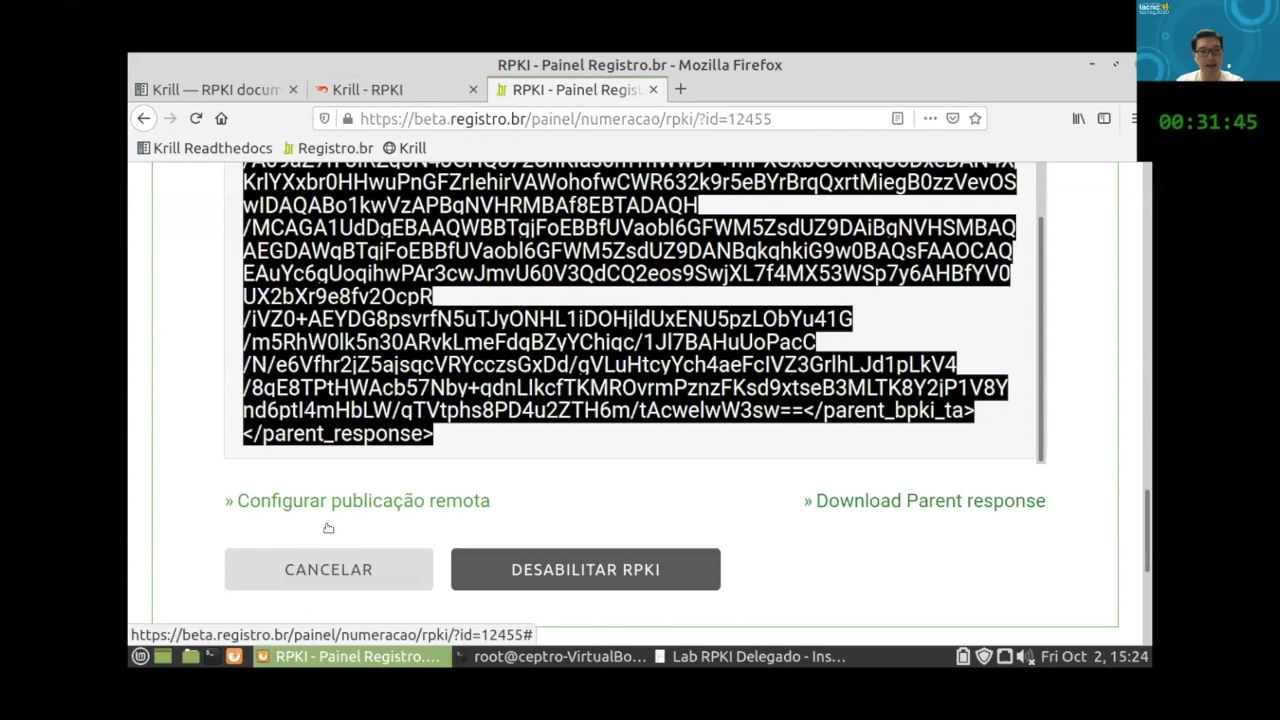 lacnic
RPKI - Painel Registro.br - Mozilla Firefox
Krill — RPKI docum
Krill - RPKI
RPKI - Painel Regist
00:31:45
https://beta.registro.br/painel/numeracao/rpki/?id=12455
Krill Readthedocs
Registro.br
Krill
KrlYXxbr0HHwuPnGFZrIehirVAWohofwCWR632k9r5eBYrBrqQxrtMiegB0zzVevOS
wIDAQABo1kwVzAPBgNVHRMBAf8EBTADAQH
/MCAGA1UdDgEBAAQWBBTqjFoEBBfUVaobl6GFWM5ZsdUZ9DAiBgNVHSMBAQ
AEGDAWgBTqjFoEBBfUVaobl6GFWM5ZsdUZ9DANBgkqhkiG9w0BAQsFAAOCAQ
EAuYc6gUoqihwPAr3cwJmvU60V3QdCQ2eos9SwjXL7f4MX53WSp7y6AHBfYV0
UX2bXr9e8fv2OcpR
/iVZ0+AEYDG8psvrfN5uTJyONHL1iDOHjldUxENU5pzLObYu41G
/m5RhW0lk5n30ARvkLmeFdqBZyYChiqc/1Jl7BAHuUoPacC
/N/e6Vfhr2jZ5ajsqcVRYcczsGxDd/gVLuHtcyYch4aeFclVZ3GrlhLJd1pLkV4
/8qE8TPtHWAcb57Nby+qdnLlkcfTKMROvrmPznzFKsd9xtseB3MLTK8Y2jP1V8Y
nd6ptI4mHbLW/qTVtphs8PD4u2ZTH6m/tAcwelwW3sw==</parent_bpki_ta>
</parent_response>
» Configurar publicação remota
» Download Parent response
CANCELAR
DESABILITAR RPKI
https://beta.registro.br/painel/numeracao/rpki/?id=12455#
RPKI - Painel Registro....
root@ceptro-VirtualBo...
Lab RPKI Delegado - Ins...
Fri Oct 2, 15:24